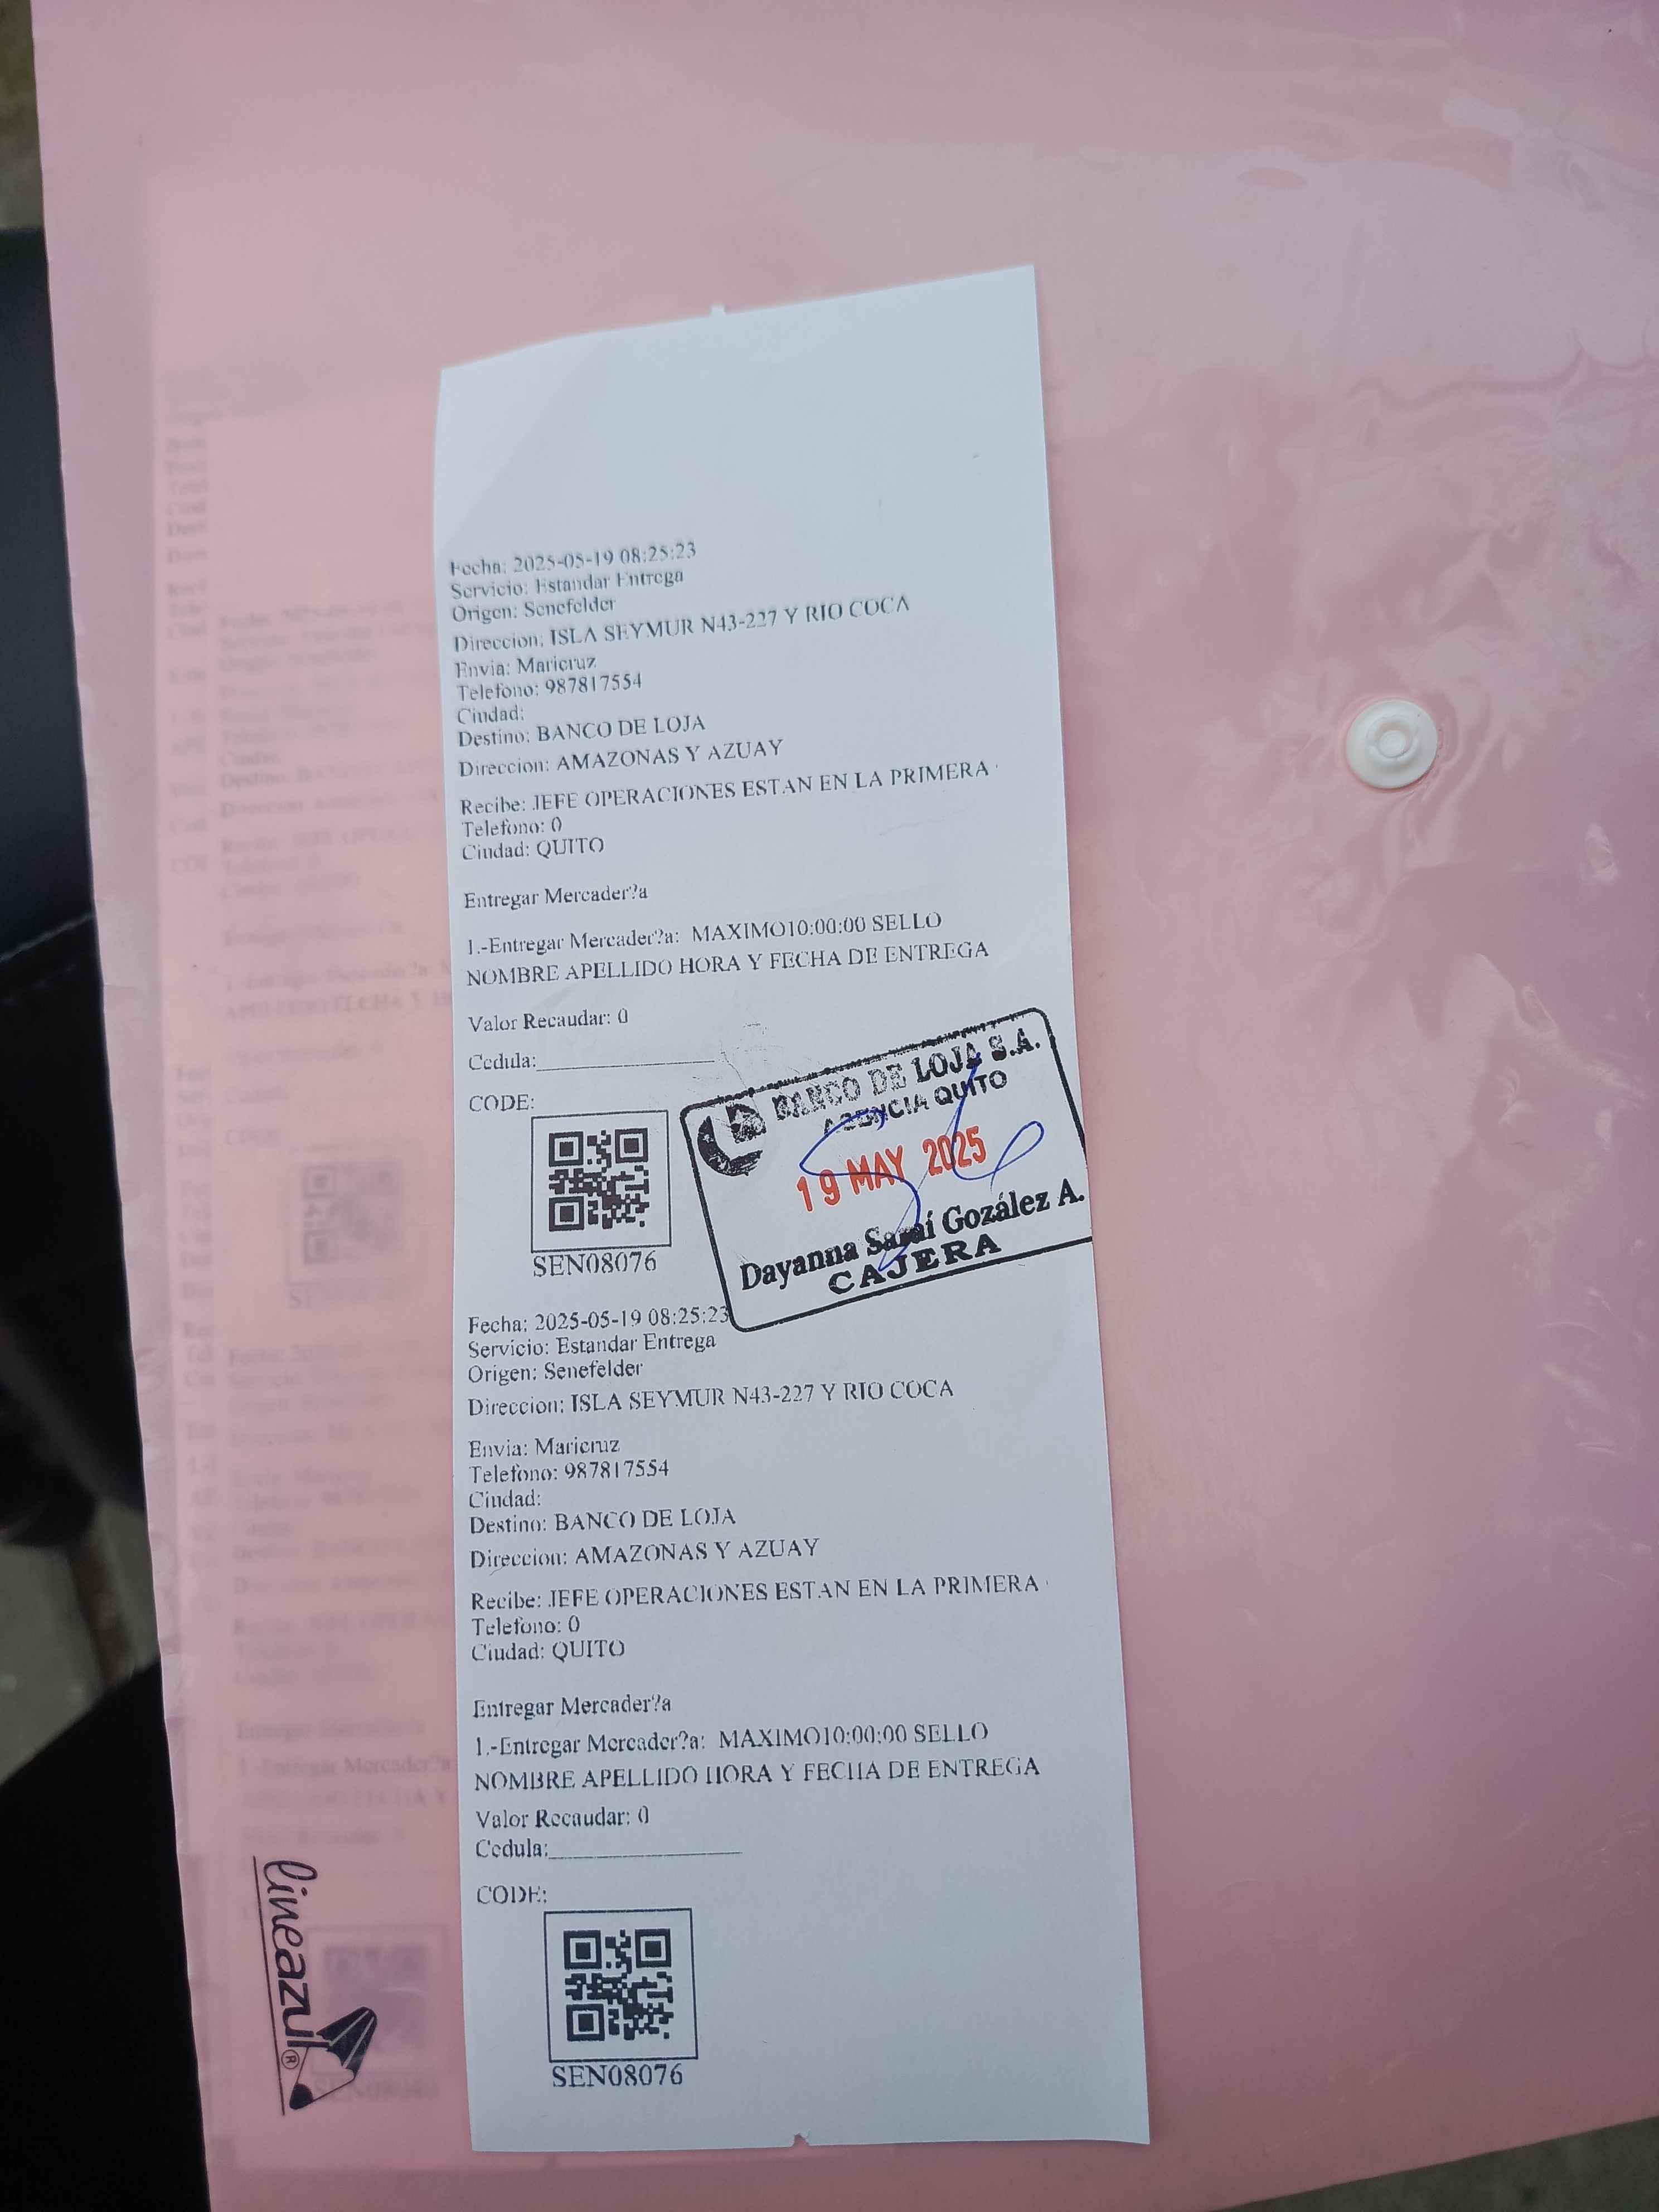 Fecha: 2025-05-19 08:25:23
Servicio: Estandar Entrega
Origen: Senefelder
Direccion: ISLA SEYMUR N43-227 Y RIO COCA
Envia: Maricruz
Telefono: 987817554
Ciudad:
Destino: BANCO DE LOJA
Direccion: AMAZONAS Y AZUAY
Recibe: JEFE OPERACIONES ESTAN EN LA PRIMERA
Telefono: 0
Ciudad: QUITO
Entregar Mercader?a
1.-Entregar Mercader?a: MAXIMO10:00:00 SELLO
NOMBRE APELLIDO HORA Y FECHA DE ENTREGA
Valor Recaudar: 0
Cedula:
CODE:
SEN08076
BANCO DE LOJA S.A.
AGENCIA QUITO
19 MAY 2025
Dayanna Saraí Gozález A.
CAJERA
Fecha: 2025-05-19 08:25:23
Servicio: Estandar Entrega
Origen: Senefelder
Direccion: ISLA SEYMUR N43-227 Y RIO COCA
Envia: Maricruz
Telefono: 987817554
Ciudad:
Destino: BANCO DE LOJA
Direccion: AMAZONAS Y AZUAY
Recibe: JEFE OPERACIONES ESTAN EN LA PRIMERA
Telefono: 0
Ciudad: QUITO
Entregar Mercader?a
1.-Entregar Mercader?a: MAXIMO10:00:00 SELLO
NOMBRE APELLIDO HORA Y FECHA DE ENTREGA
Valor Recaudar: 0
Cedula:
CODE:
SEN08076
lineazul®